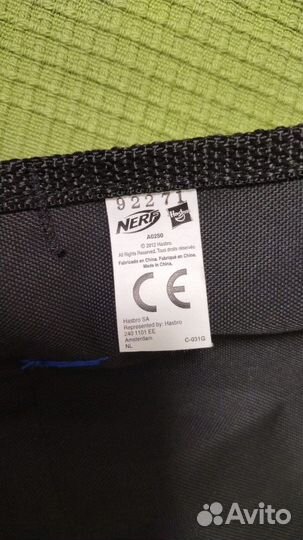 92271
NERF Hasbro
A0250
© 2012 Hasbro.
All Rights Reserved. Tous droits réservés.
Fabricado en China. Fabriqué en Chine.
Made in China.
CE
Hasbro SA
Represented by: Hasbro
240 1101 EE
Amsterdam
NL
C-031G
Avito